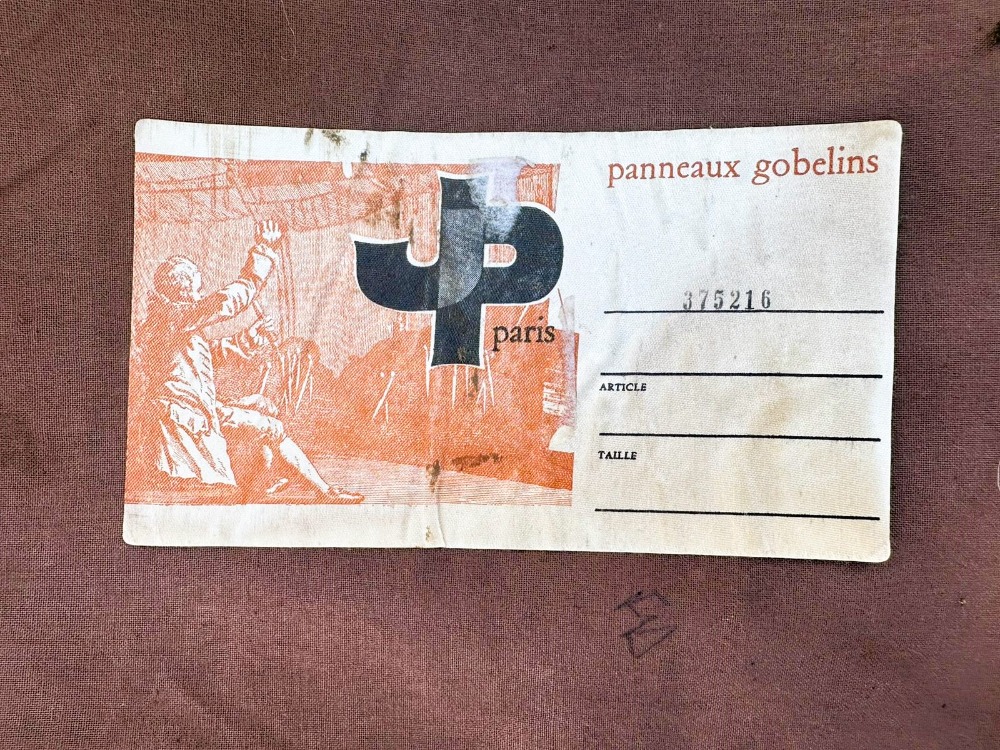 JP
paris
panneaux gobelins
375216
ARTICLE
TAILLE